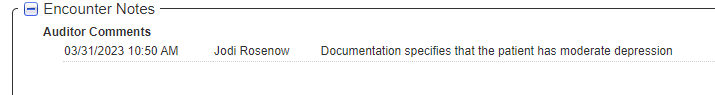 Encounter Notes
Auditor Comments
03/31/2023 10:50 AM Jodi Rosenow Documentation specifies that the patient has moderate depression